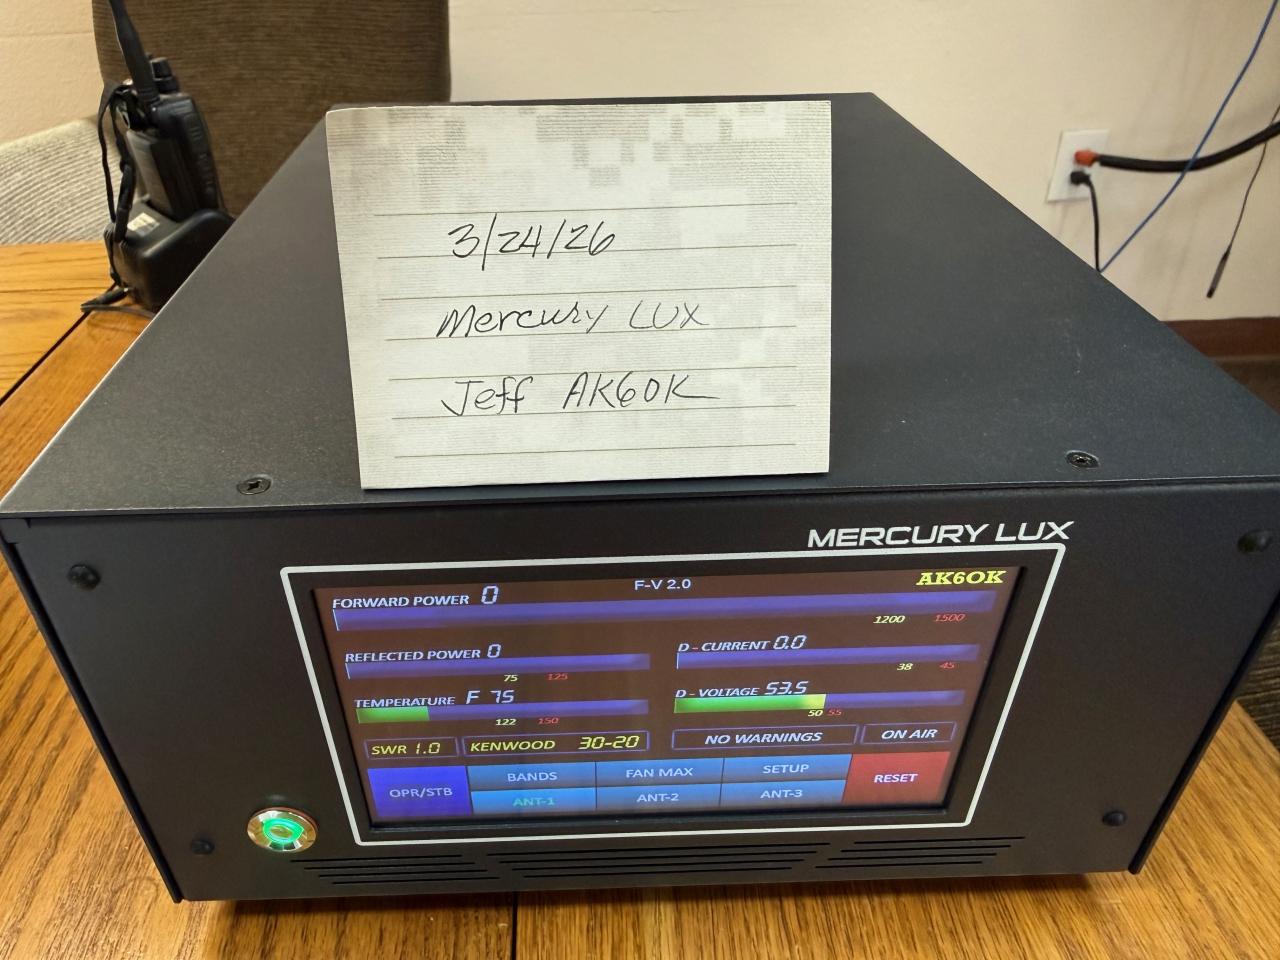 3/24/26
Mercury LUX
Jeff AK6OK
MERCURY LUX
FORWARD POWER 0 F-V 2.0 AK6OK
1200 1500
REFLECTED POWER 0 D - CURRENT 0.0
75 125 38 45
TEMPERATURE F 75 D - VOLTAGE 53.5
122 150 50 55
SWR 1.0 KENWOOD 30-20 NO WARNINGS ON AIR
OPR/STB BANDS FAN MAX SETUP RESET
ANT-1 ANT-2 ANT-3